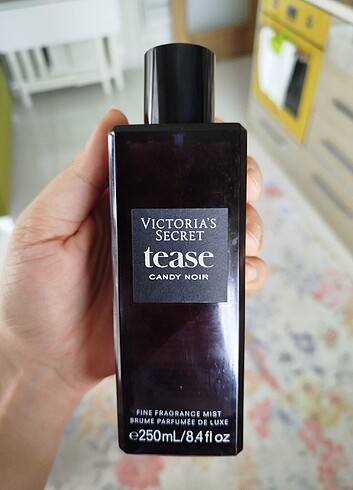 VICTORIA'S
SECRET
tease
CANDY NOIR
FINE FRAGRANCE MIST
BRUME PARFUMÉE DE LUXE
℮250mL/8,4 fl oz